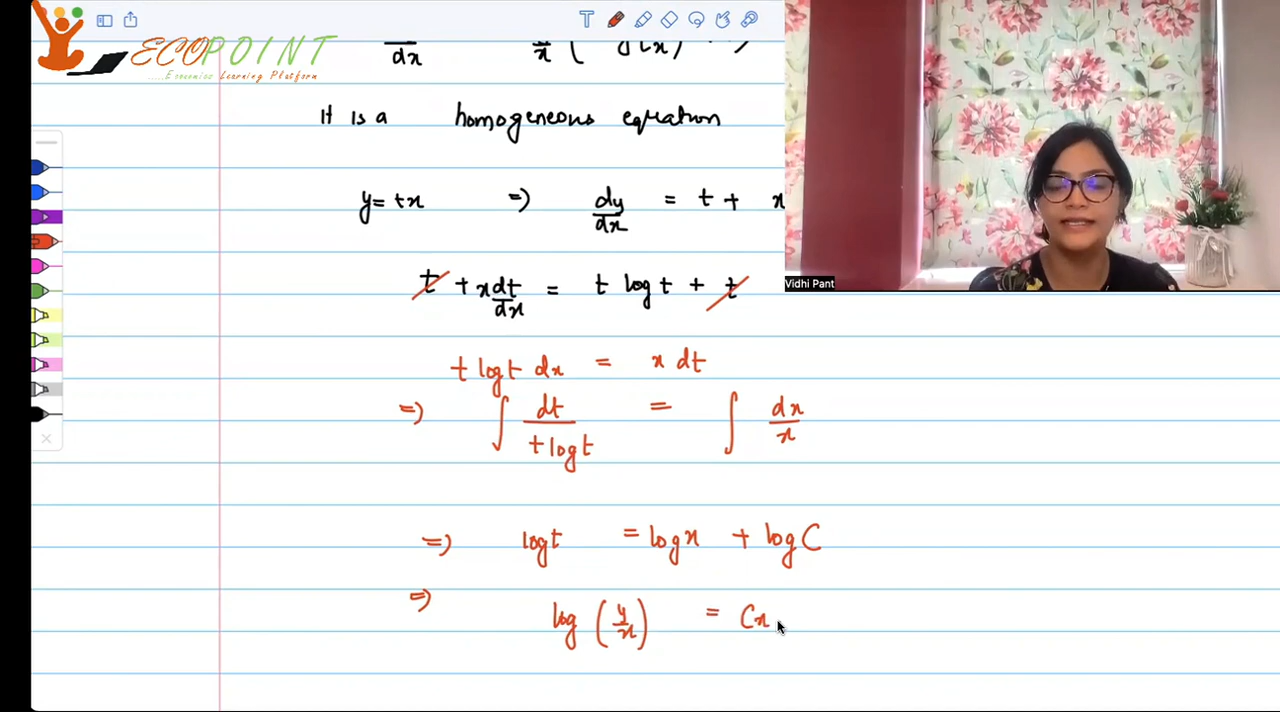 ECOPOINT
.....Economics Learning Platform
dx x ( g(x)
It is a homogeneous equation
y = tx ⇒ dy/dx = t + x
t + x dt/dx = t log t + t
t log t dx = x dt
⇒ ∫ dt/(t log t) = ∫ dx/x
⇒ log t = log x + log C
⇒ log (y/x) = Cx
Vidhi Pant